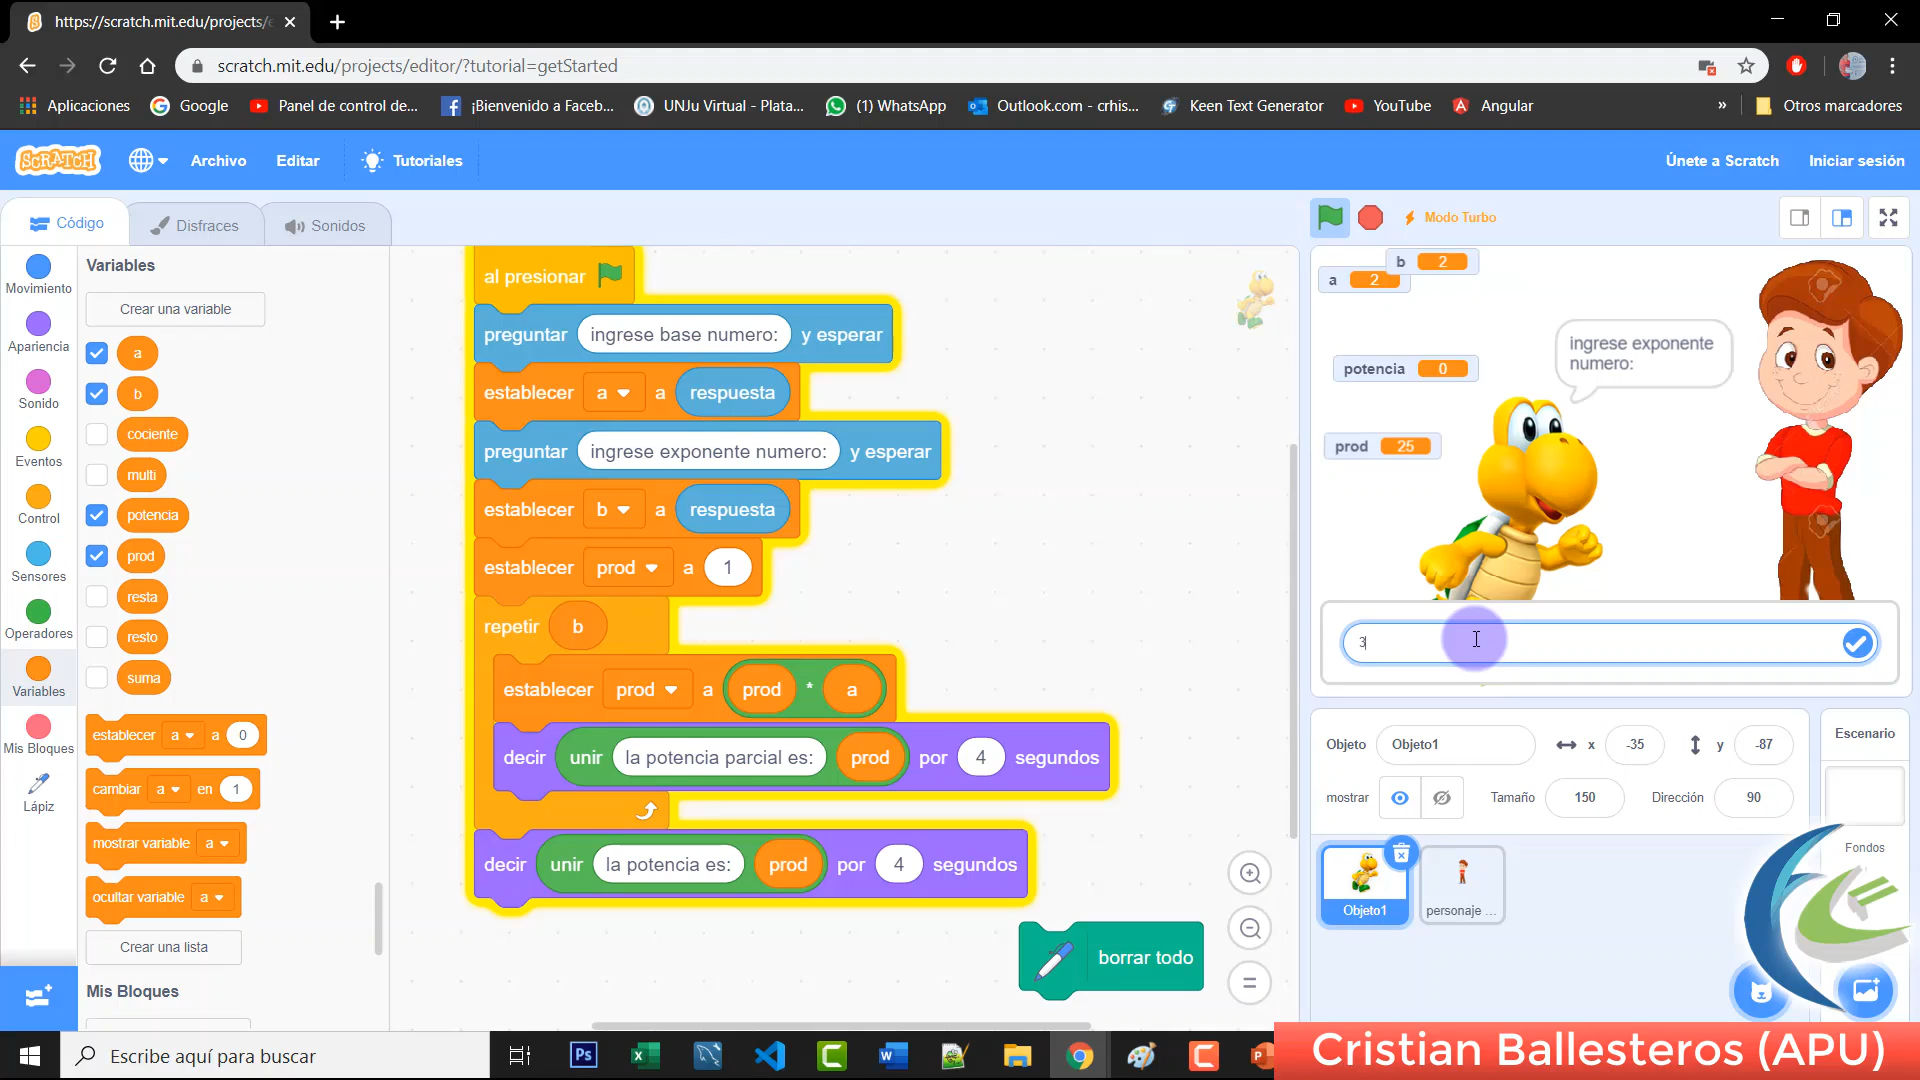 https://scratch.mit.edu/projects/e
scratch.mit.edu/projects/editor/?tutorial=getStarted
Aplicaciones
Google
Panel de control de...
¡Bienvenido a Faceb...
UNJu Virtual - Plata...
(1) WhatsApp
Outlook.com - crhis...
Keen Text Generator
YouTube
Angular
»
Otros marcadores
SCRATCH
Archivo
Editar
Tutoriales
Únete a Scratch
Iniciar sesión
Código
Disfraces
Sonidos
Modo Turbo
Movimiento
Apariencia
Sonido
Eventos
Control
Sensores
Operadores
Variables
Mis Bloques
Lápiz
Variables
Crear una variable
a
b
cociente
multi
potencia
prod
resta
resto
suma
establecer a a 0
cambiar a en 1
mostrar variable a
ocultar variable a
Crear una lista
Mis Bloques
al presionar
preguntar ingrese base numero: y esperar
establecer a a respuesta
preguntar ingrese exponente numero: y esperar
establecer b a respuesta
establecer prod a 1
repetir b
establecer prod a prod * a
decir unir la potencia parcial es: prod por 4 segundos
decir unir la potencia es: prod por 4 segundos
borrar todo
b 2
a 2
potencia 0
prod 25
ingrese exponente
numero:
3
Objeto Objeto1 x -35 y -87
mostrar Tamaño 150 Dirección 90
Objeto1
personaje ...
Escenario
Fondos
Escribe aquí para buscar
Cristian Ballesteros (APU)